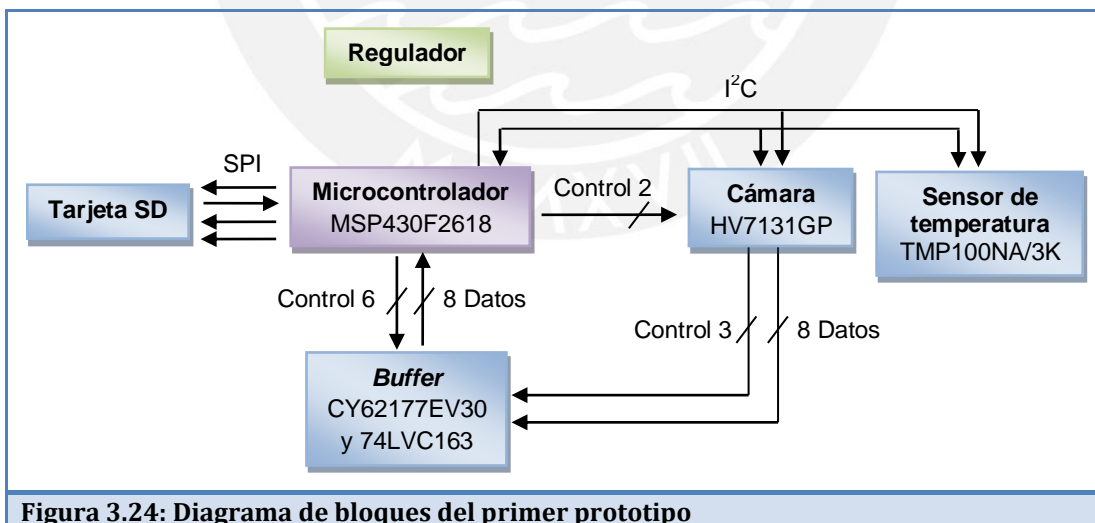 Regulador
I²C
SPI
Tarjeta SD
Microcontrolador
MSP430F2618
Control 2
Cámara
HV7131GP
Sensor de
temperatura
TMP100NA/3K
Control 6
8 Datos
Control 3
8 Datos
Buffer
CY62177EV30
y 74LVC163
Figura 3.24: Diagrama de bloques del primer prototipo